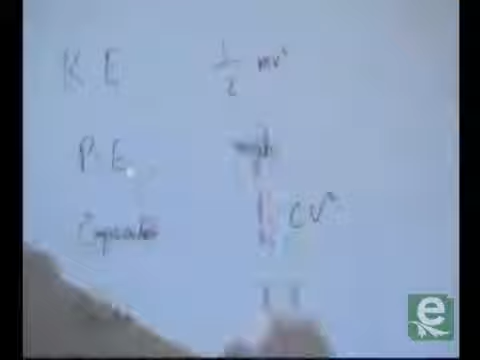 K E 1/2 mv²
P.E. mgh
Capacitor 1/2 CV²